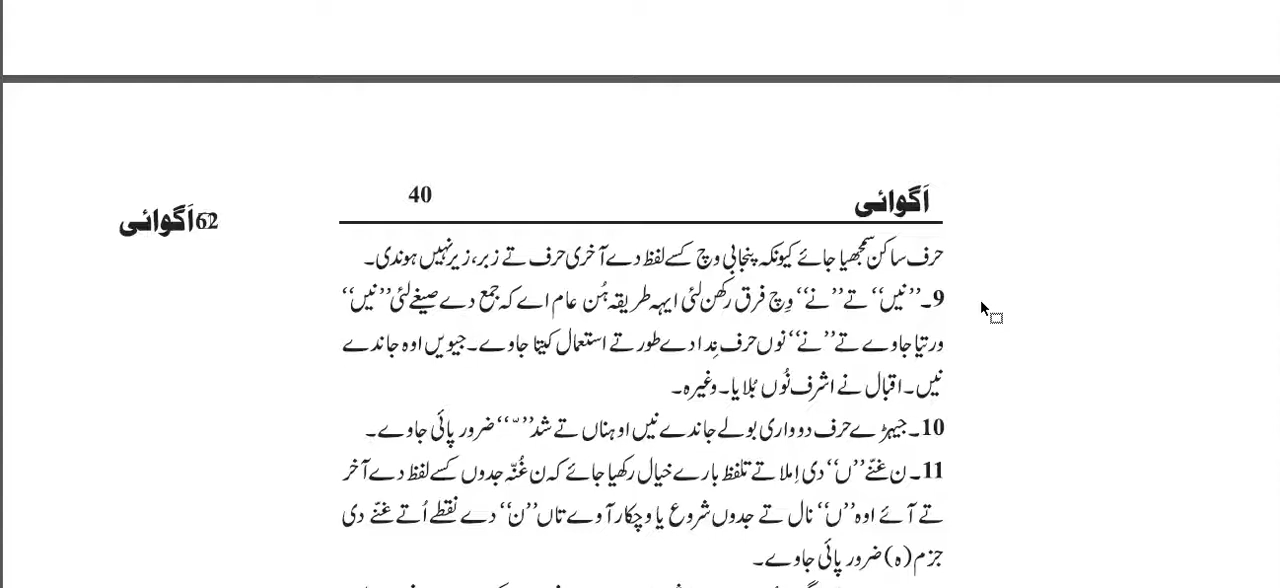 اَگوائی 40
62اَگوائی
حرف ساکن سمجھیا جائے کیونکہ پنجابی وچ کسے لفظ دے آخری حرف تے زبر، زیر نہیں ہوندی۔
9۔ ’’نیں‘‘ تے ’’نے‘‘ وِچ فرق رکھن لئی ایہہ طریقہ ہُن عام اے کہ جمع دے صیغے لئی ’’نیں‘‘
ورتیا جاوے تے ’’نے‘‘ نوں حرف نِدا دے طور تے استعمال کیتا جاوے۔ جیویں اوہ جاندے
نیں۔ اقبال نے اشرف نُوں بُلایا۔ وغیرہ۔
10۔ جیہڑے حرف دوواری بولے جاندے نیں اوہناں تے شد ’’ ّ ‘‘ ضرور پائی جاوے۔
11۔ ن غنّے ’’ں‘‘ دی اِملا تے تلفظ بارے خیال رکھیا جائے کہ ن غُنّہ جدوں کسے لفظ دے آخر
تے آئے اوہ ’’ں‘‘ نال تے جدوں شروع یا وچکار آوے تاں ’’ن‘‘ دے نقطے اُتے غنّے دی
جزم (ہ) ضرور پائی جاوے۔